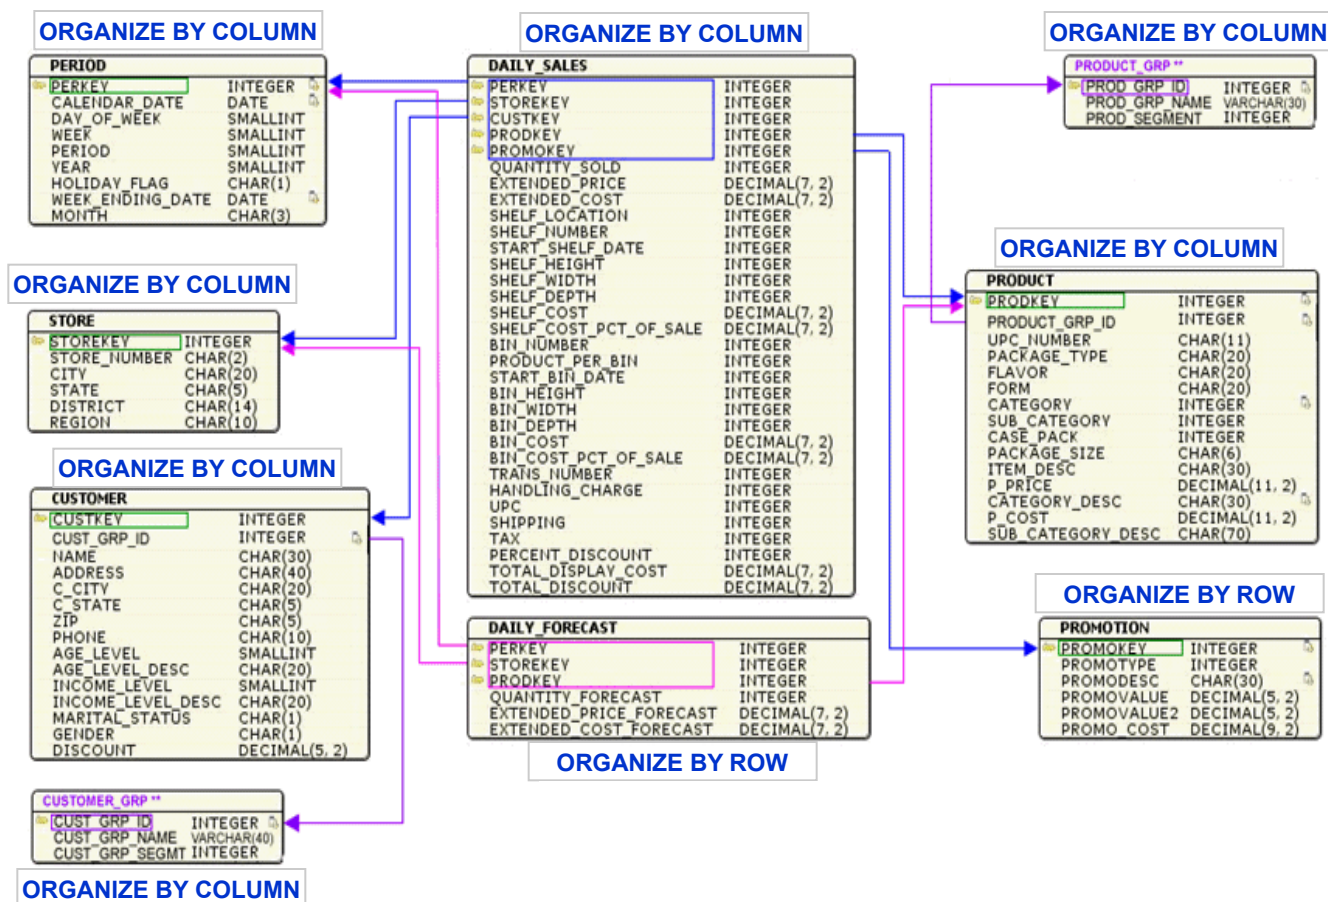 ORGANIZE BY COLUMN
PERIOD
PERKEY INTEGER
CALENDAR_DATE DATE
DAY_OF_WEEK SMALLINT
WEEK SMALLINT
PERIOD SMALLINT
YEAR SMALLINT
HOLIDAY_FLAG CHAR(1)
WEEK_ENDING_DATE DATE
MONTH CHAR(3)
ORGANIZE BY COLUMN
STORE
STOREKEY INTEGER
STORE_NUMBER CHAR(2)
CITY CHAR(20)
STATE CHAR(5)
DISTRICT CHAR(14)
REGION CHAR(10)
ORGANIZE BY COLUMN
CUSTOMER
CUSTKEY INTEGER
CUST_GRP_ID INTEGER
NAME CHAR(30)
ADDRESS CHAR(40)
C_CITY CHAR(20)
C_STATE CHAR(5)
ZIP CHAR(5)
PHONE CHAR(10)
AGE_LEVEL SMALLINT
AGE_LEVEL_DESC CHAR(20)
INCOME_LEVEL SMALLINT
INCOME_LEVEL_DESC CHAR(20)
MARITAL_STATUS CHAR(1)
GENDER CHAR(1)
DISCOUNT DECIMAL(5, 2)
CUSTOMER_GRP **
CUST_GRP_ID INTEGER
CUST_GRP_NAME VARCHAR(40)
CUST_GRP_SEGMT INTEGER
ORGANIZE BY COLUMN
ORGANIZE BY COLUMN
DAILY_SALES
PERKEY INTEGER
STOREKEY INTEGER
CUSTKEY INTEGER
PRODKEY INTEGER
PROMOKEY INTEGER
QUANTITY_SOLD INTEGER
EXTENDED_PRICE DECIMAL(7, 2)
EXTENDED_COST DECIMAL(7, 2)
SHELF_LOCATION INTEGER
SHELF_NUMBER INTEGER
START_SHELF_DATE INTEGER
SHELF_HEIGHT INTEGER
SHELF_WIDTH INTEGER
SHELF_DEPTH INTEGER
SHELF_COST DECIMAL(7, 2)
SHELF_COST_PCT_OF_SALE DECIMAL(7, 2)
BIN_NUMBER INTEGER
PRODUCT_PER_BIN INTEGER
START_BIN_DATE INTEGER
BIN_HEIGHT INTEGER
BIN_WIDTH INTEGER
BIN_DEPTH INTEGER
BIN_COST DECIMAL(7, 2)
BIN_COST_PCT_OF_SALE DECIMAL(7, 2)
TRANS_NUMBER INTEGER
HANDLING_CHARGE INTEGER
UPC INTEGER
SHIPPING INTEGER
TAX INTEGER
PERCENT_DISCOUNT INTEGER
TOTAL_DISPLAY_COST DECIMAL(7, 2)
TOTAL_DISCOUNT DECIMAL(7, 2)
DAILY_FORECAST
PERKEY INTEGER
STOREKEY INTEGER
PRODKEY INTEGER
QUANTITY_FORECAST INTEGER
EXTENDED_PRICE_FORECAST DECIMAL(7, 2)
EXTENDED_COST_FORECAST DECIMAL(7, 2)
ORGANIZE BY ROW
ORGANIZE BY COLUMN
PRODUCT_GRP **
PROD_GRP_ID INTEGER
PROD_GRP_NAME VARCHAR(30)
PROD_SEGMENT INTEGER
ORGANIZE BY COLUMN
PRODUCT
PRODKEY INTEGER
PRODUCT_GRP_ID INTEGER
UPC_NUMBER CHAR(11)
PACKAGE_TYPE CHAR(20)
FLAVOR CHAR(20)
FORM CHAR(20)
CATEGORY INTEGER
SUB_CATEGORY INTEGER
CASE_PACK INTEGER
PACKAGE_SIZE CHAR(6)
ITEM_DESC CHAR(30)
P_PRICE DECIMAL(11, 2)
CATEGORY_DESC CHAR(30)
P_COST DECIMAL(11, 2)
SUB_CATEGORY_DESC CHAR(70)
ORGANIZE BY ROW
PROMOTION
PROMOKEY INTEGER
PROMOTYPE INTEGER
PROMODESC CHAR(30)
PROMOVALUE DECIMAL(5, 2)
PROMOVALUE2 DECIMAL(5, 2)
PROMO_COST DECIMAL(9, 2)